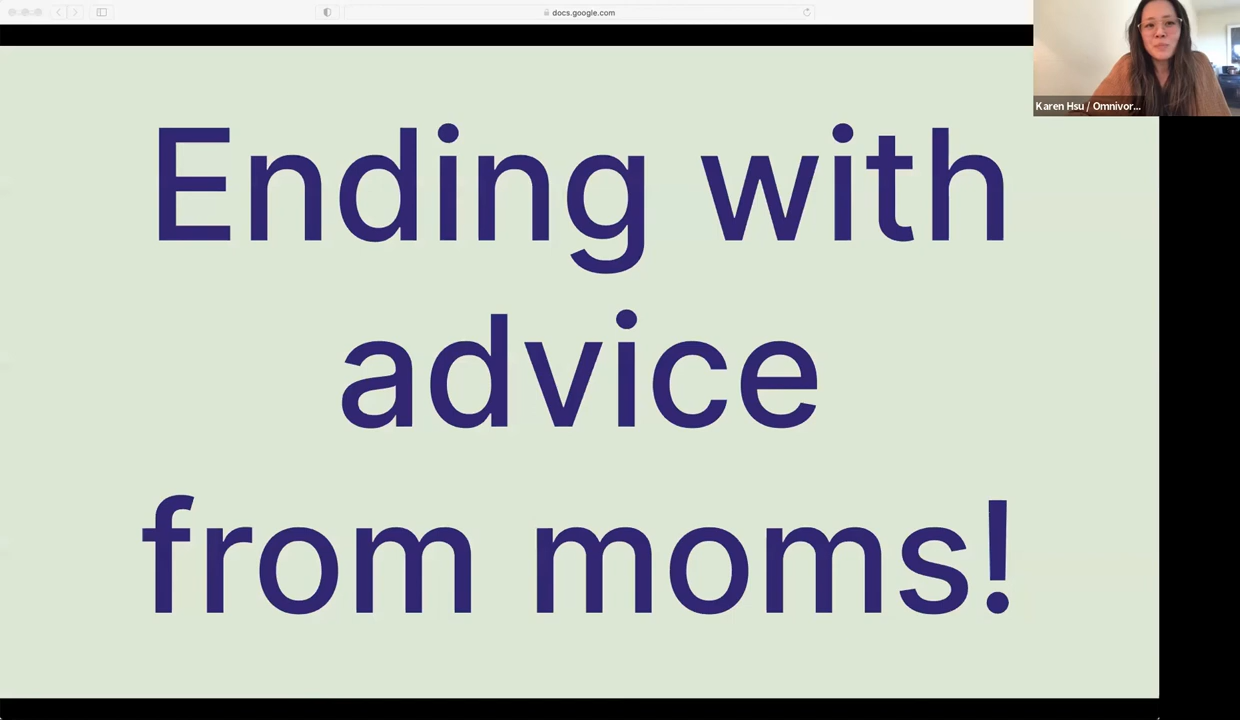 docs.google.com
Karen Hsu / Omnivor...
Ending with
advice
from moms!